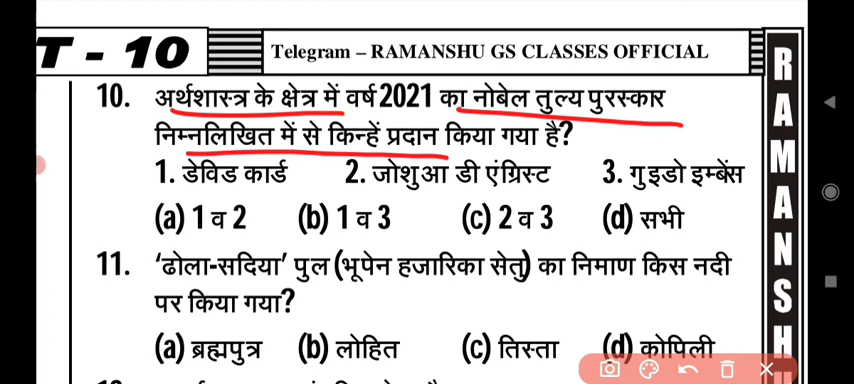 T - 10
Telegram – RAMANSHU GS CLASSES OFFICIAL
10. अर्थशास्त्र के क्षेत्र में वर्ष 2021 का नोबेल तुल्य पुरस्कार
निम्नलिखित में से किन्हें प्रदान किया गया है?
1. डेविड कार्ड 2. जोशुआ डी एंग्रिस्ट 3. गुइडो इम्बेंस
(a) 1 व 2 (b) 1 व 3 (c) 2 व 3 (d) सभी
11. ‘ढोला-सदिया’ पुल (भूपेन हजारिका सेतु) का निमाण किस नदी
पर किया गया?
(a) ब्रह्मपुत्र (b) लोहित (c) तिस्ता (d) कोपिली
RAMANSH